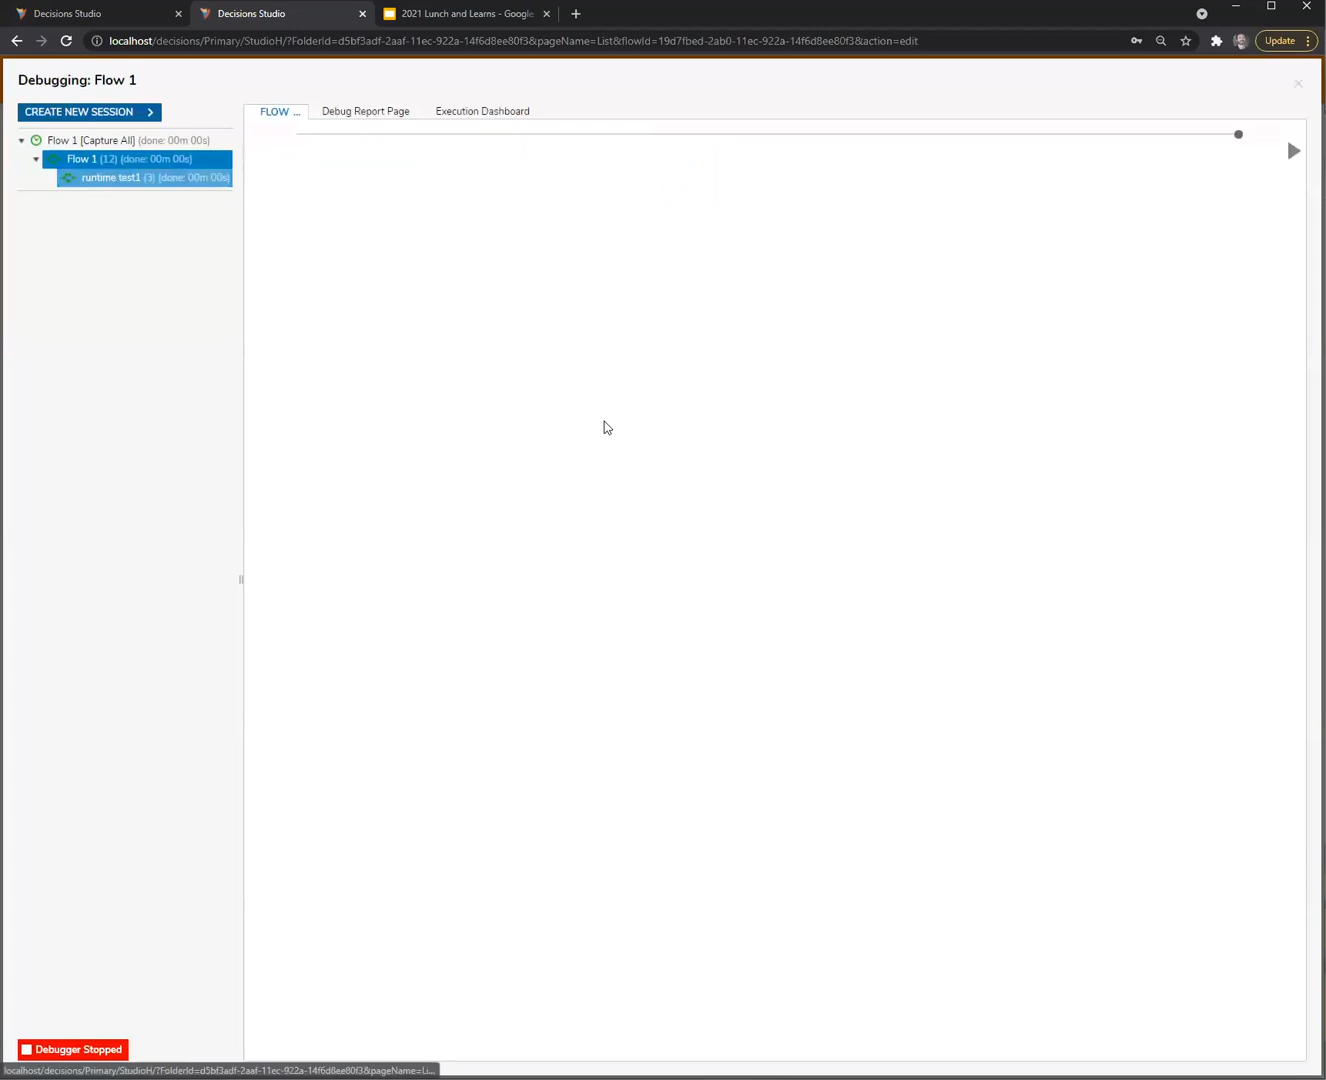 Decisions Studio
Decisions Studio
2021 Lunch and Learns - Google
localhost/decisions/Primary/StudioH/?FolderId=d5bf3adf-2aaf-11ec-922a-14f6d8ee80f3&pageName=List&flowId=19d7fbed-2ab0-11ec-922a-14f6d8ee80f3&action=edit
Update
Debugging: Flow 1
CREATE NEW SESSION
FLOW ...
Debug Report Page
Execution Dashboard
Flow 1 [Capture All] (done: 00m 00s)
Flow 1 (12) (done: 00m 00s)
runtime test1 (3) (done: 00m 00s)
Debugger Stopped
localhost/decisions/Primary/StudioH/?FolderId=d5bf3adf-2aaf-11ec-922a-14f6d8ee80f3&pageName=Li...